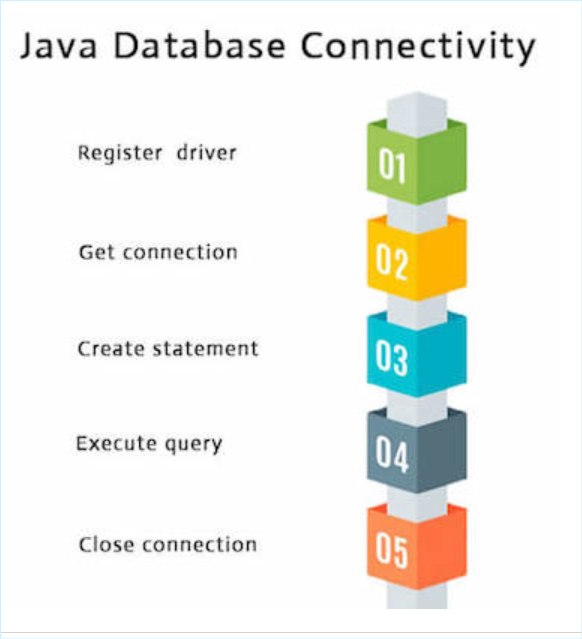 Java Database Connectivity
Register driver
01
Get connection
02
Create statement
03
Execute query
04
Close connection
05